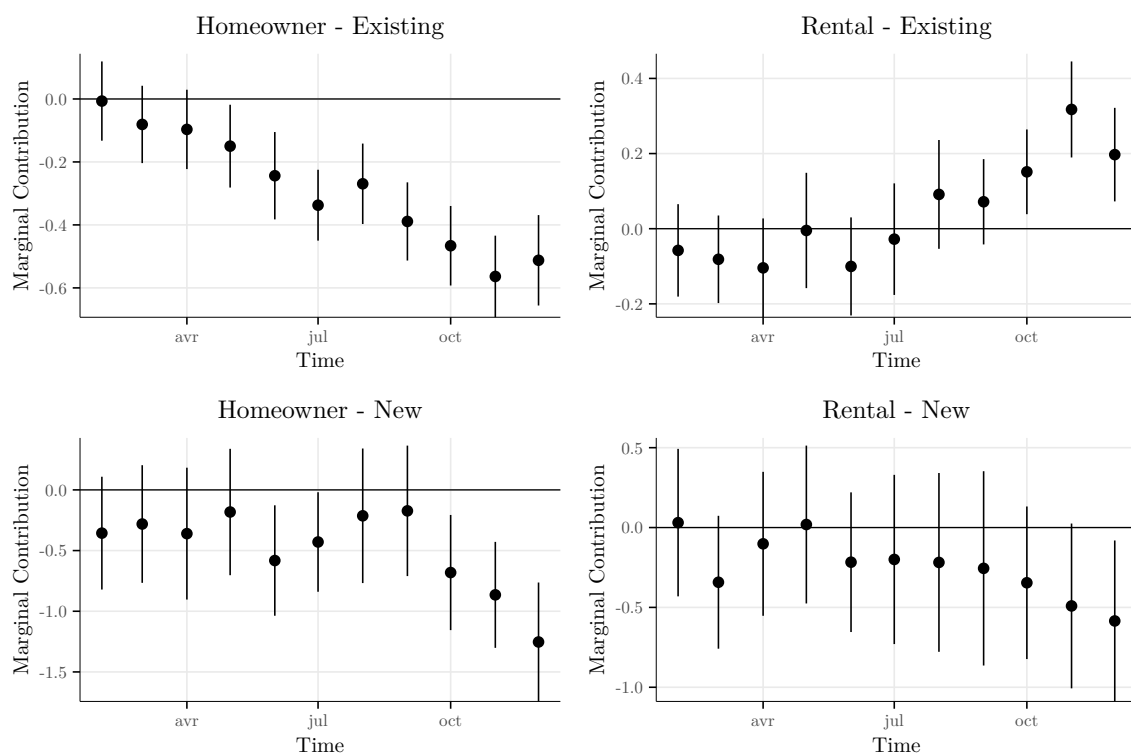 Homeowner - Existing
Marginal Contribution
0.0
-0.2
-0.4
-0.6
avr
jul
oct
Time
Rental - Existing
Marginal Contribution
0.4
0.2
0.0
-0.2
avr
jul
oct
Time
Homeowner - New
Marginal Contribution
0.0
-0.5
-1.0
-1.5
avr
jul
oct
Time
Rental - New
Marginal Contribution
0.5
0.0
-0.5
-1.0
avr
jul
oct
Time